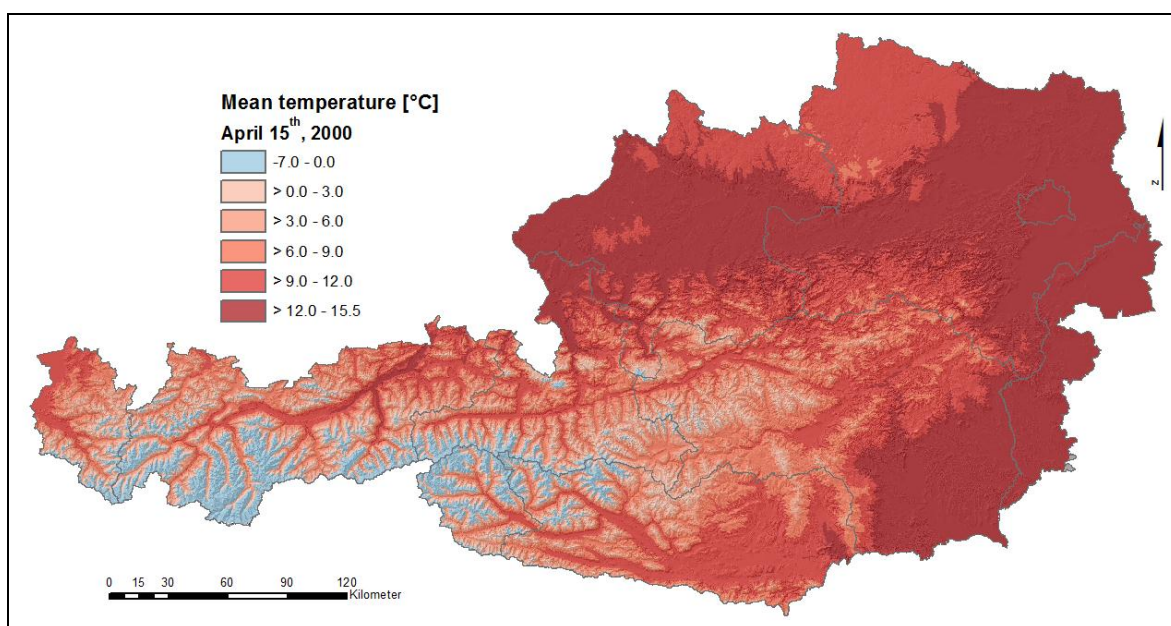 Mean temperature [°C]
April 15th, 2000
-7.0 - 0.0
> 0.0 - 3.0
> 3.0 - 6.0
> 6.0 - 9.0
> 9.0 - 12.0
> 12.0 - 15.5
N
0 15 30 60 90 120
Kilometer